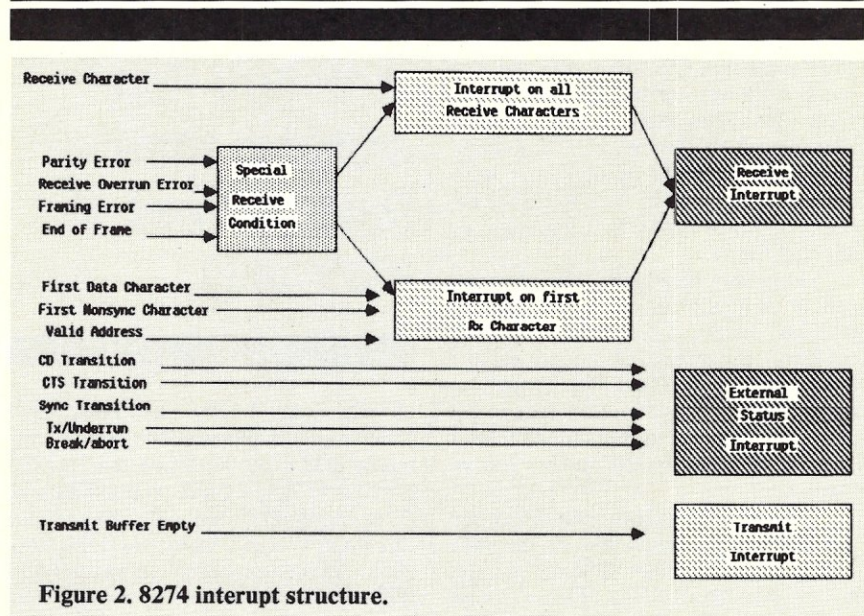 Receive Character
Interrupt on all
Receive Characters
Parity Error
Receive Overrun Error
Framing Error
End of Frame
Special
Receive
Condition
Receive
Interrupt
First Data Character
First Nonsync Character
Valid Address
Interrupt on first
Rx Character
CD Transition
CTS Transition
Sync Transition
Tx/Underrun
Break/abort
External
Status
Interrupt
Transmit Buffer Empty
Transmit
Interrupt
Figure 2. 8274 interupt structure.